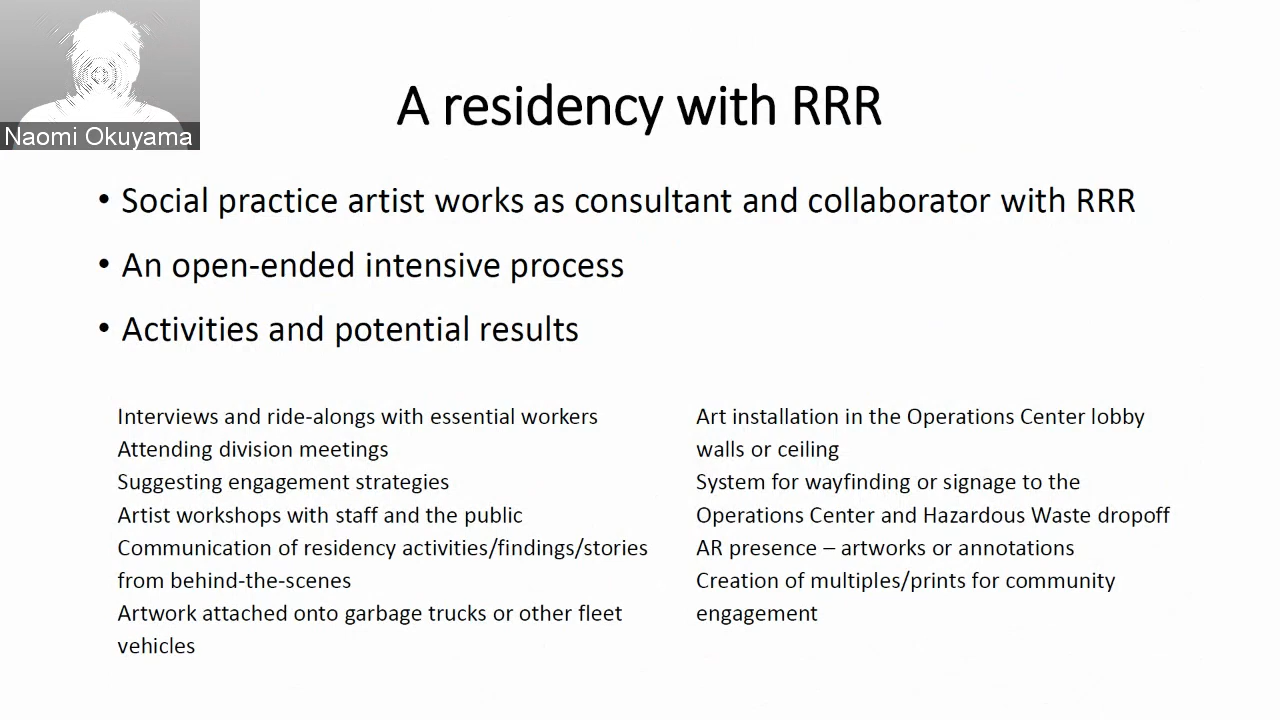 Naomi Okuyama
A residency with RRR
• Social practice artist works as consultant and collaborator with RRR
• An open-ended intensive process
• Activities and potential results
Interviews and ride-alongs with essential workers
Attending division meetings
Suggesting engagement strategies
Artist workshops with staff and the public
Communication of residency activities/findings/stories
from behind-the-scenes
Artwork attached onto garbage trucks or other fleet
vehicles
Art installation in the Operations Center lobby
walls or ceiling
System for wayfinding or signage to the
Operations Center and Hazardous Waste dropoff
AR presence – artworks or annotations
Creation of multiples/prints for community
engagement